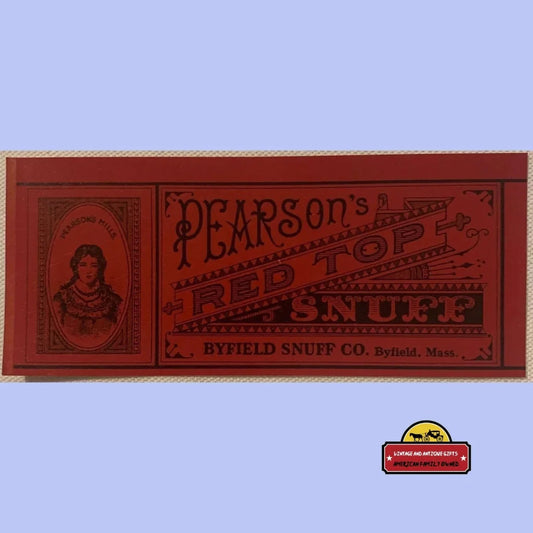 PEARSON'S MILLS
PEARSON'S
RED TOP
SNUFF
BYFIELD SNUFF CO. Byfield, Mass.
VINTAGE AND ANTIQUE GIFTS
AMERICAN FAMILY OWNED